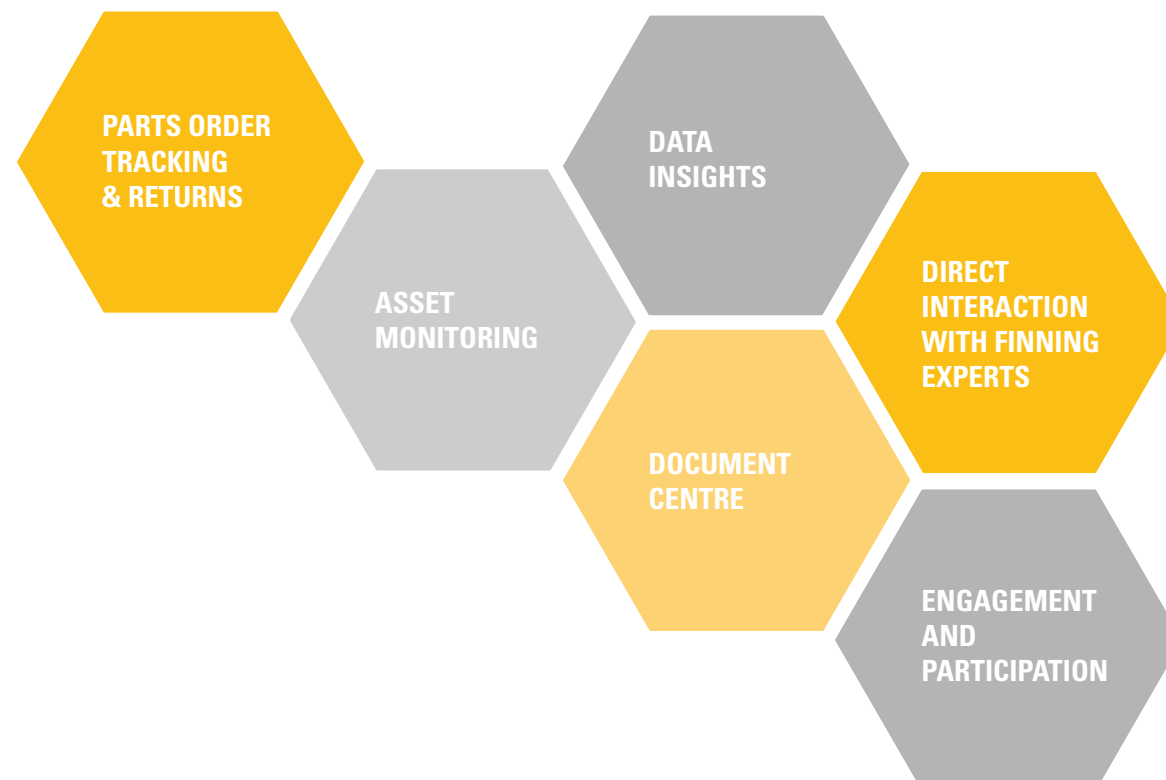 PARTS ORDER
TRACKING
& RETURNS
DATA
INSIGHTS
ASSET
MONITORING
DIRECT
INTERACTION
WITH FINNING
EXPERTS
DOCUMENT
CENTRE
ENGAGEMENT
AND
PARTICIPATION